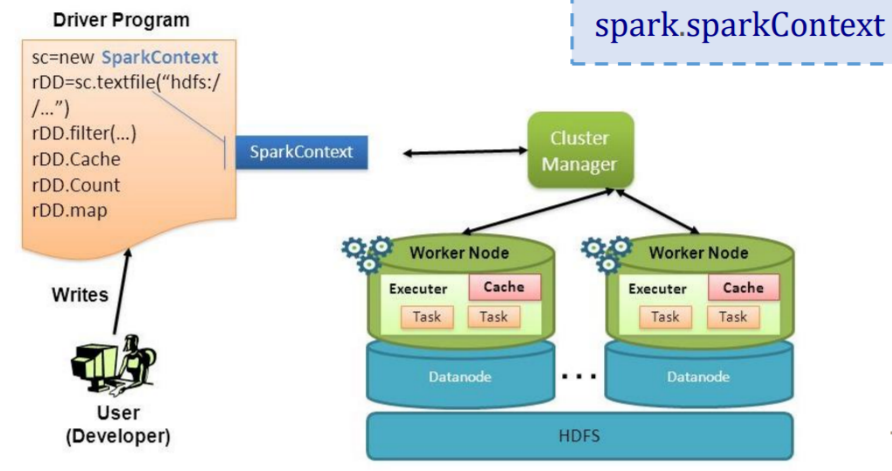 Driver Program
spark.sparkContext
sc=new SparkContext
rDD=sc.textfile("hdfs:/
/...")
rDD.filter(...)
rDD.Cache
rDD.Count
rDD.map
SparkContext
Cluster
Manager
Writes
User
(Developer)
Worker Node
Executer
Cache
Task
Task
Datanode
...
Worker Node
Executer
Cache
Task
Task
Datanode
HDFS